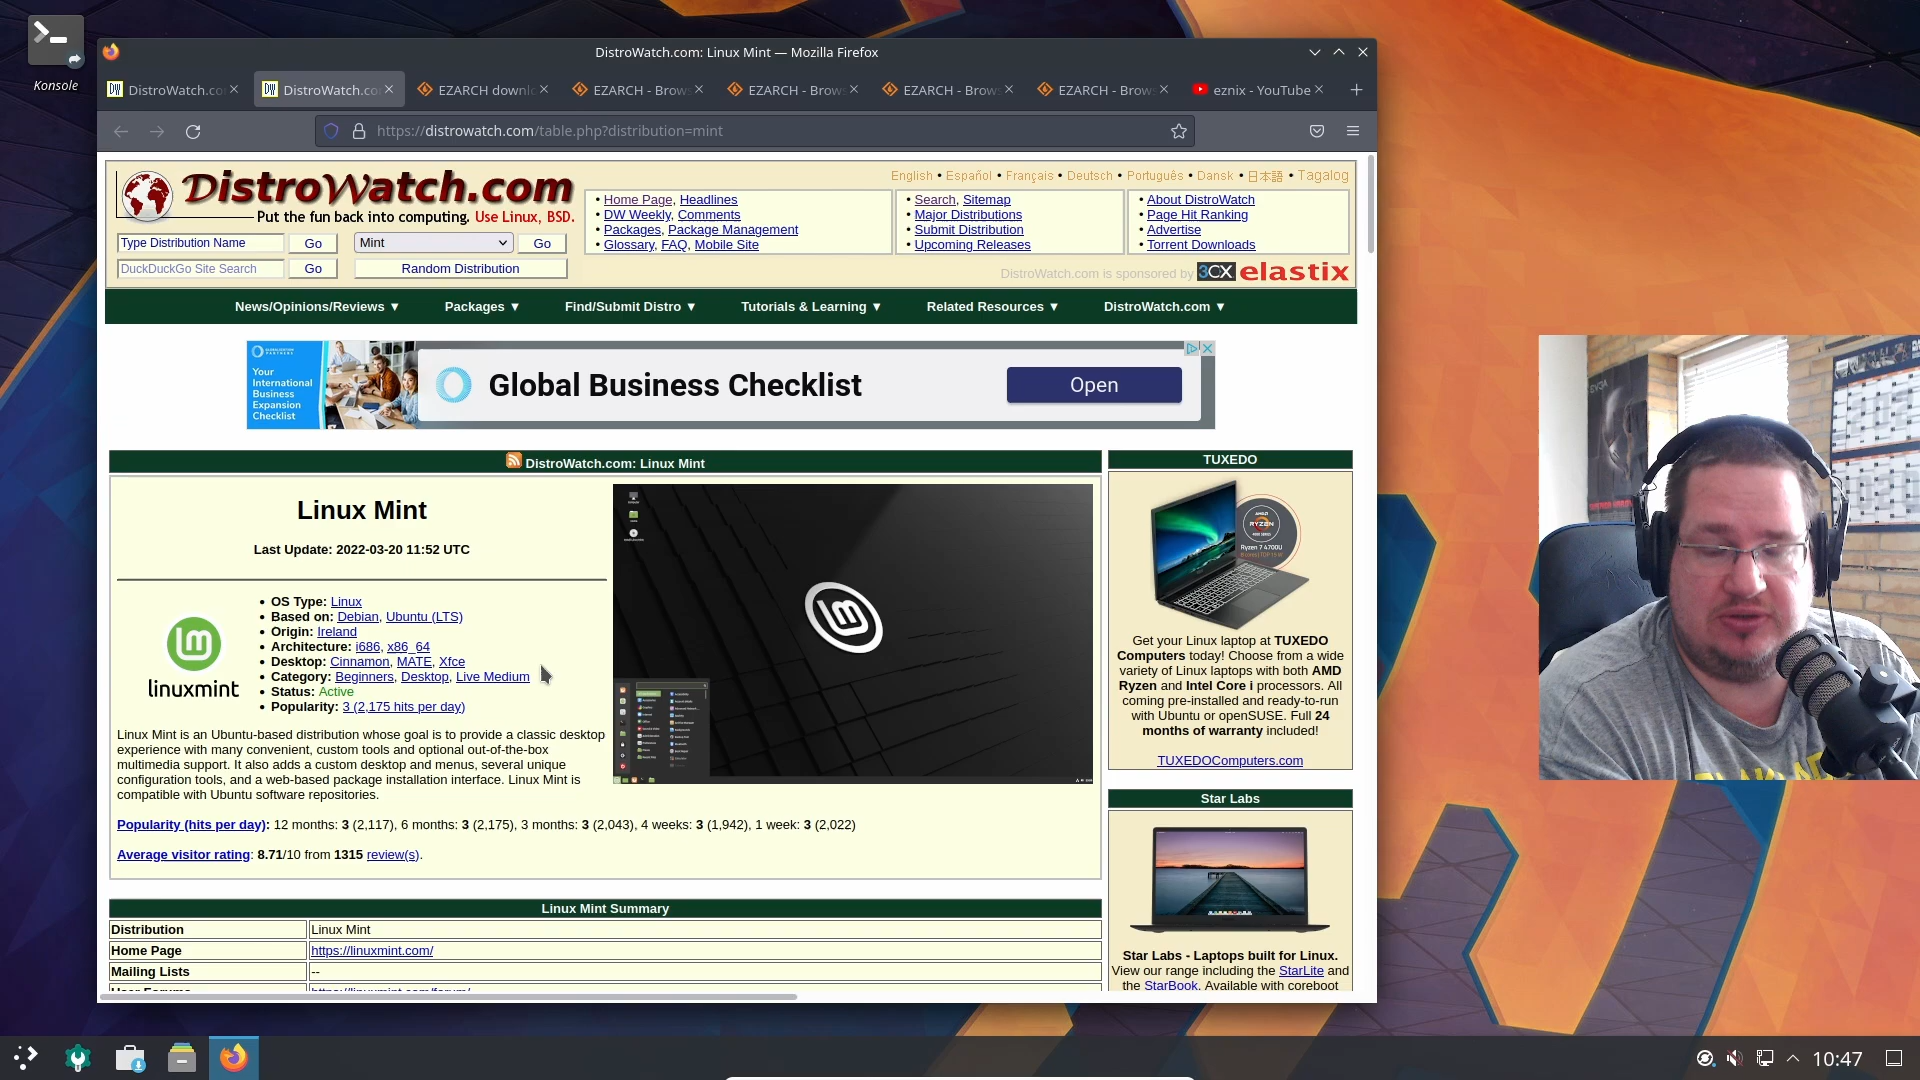 Konsole
DistroWatch.com: Linux Mint — Mozilla Firefox
DistroWatch.co
DistroWatch.co
EZARCH downl
EZARCH - Brow
EZARCH - Brow
EZARCH - Brow
EZARCH - Brow
eznix - YouTube
https://distrowatch.com/table.php?distribution=mint
DistroWatch.com
Put the fun back into computing. Use Linux, BSD.
English • Español • Français • Deutsch • Português • Dansk • 日本語 • Tagalog
• Home Page, Headlines
• DW Weekly, Comments
• Packages, Package Management
• Glossary, FAQ, Mobile Site
• Search, Sitemap
• Major Distributions
• Submit Distribution
• Upcoming Releases
• About DistroWatch
• Page Hit Ranking
• Advertise
• Torrent Downloads
Type Distribution Name Go Mint Go
DuckDuckGo Site Search Go Random Distribution
DistroWatch.com is sponsored by 3CX elastix
News/Opinions/Reviews ▼ Packages ▼ Find/Submit Distro ▼ Tutorials & Learning ▼ Related Resources ▼ DistroWatch.com ▼
Your
International
Business
Expansion
Checklist
Global Business Checklist
Open
DistroWatch.com: Linux Mint
Linux Mint
Last Update: 2022-03-20 11:52 UTC
linuxmint
• OS Type: Linux
• Based on: Debian, Ubuntu (LTS)
• Origin: Ireland
• Architecture: i686, x86_64
• Desktop: Cinnamon, MATE, Xfce
• Category: Beginners, Desktop, Live Medium
• Status: Active
• Popularity: 3 (2,175 hits per day)
Linux Mint is an Ubuntu-based distribution whose goal is to provide a classic desktop
experience with many convenient, custom tools and optional out-of-the-box
multimedia support. It also adds a custom desktop and menus, several unique
configuration tools, and a web-based package installation interface. Linux Mint is
compatible with Ubuntu software repositories.
Popularity (hits per day): 12 months: 3 (2,117), 6 months: 3 (2,175), 3 months: 3 (2,043), 4 weeks: 3 (1,942), 1 week: 3 (2,022)
Average visitor rating: 8.71/10 from 1315 review(s).
Linux Mint Summary
Distribution Linux Mint
Home Page https://linuxmint.com/
Mailing Lists --
User Forums https://linuxmint.com/forum/
TUXEDO
AMD
RYZEN
Ryzen 7 4700U
Get your Linux laptop at TUXEDO
Computers today! Choose from a wide
variety of Linux laptops with both AMD
Ryzen and Intel Core i processors. All
coming pre-installed and ready-to-run
with Ubuntu or openSUSE. Full 24
months of warranty included!
TUXEDOComputers.com
Star Labs
Star Labs - Laptops built for Linux.
View our range including the StarLite and
the StarBook. Available with coreboot
10:47